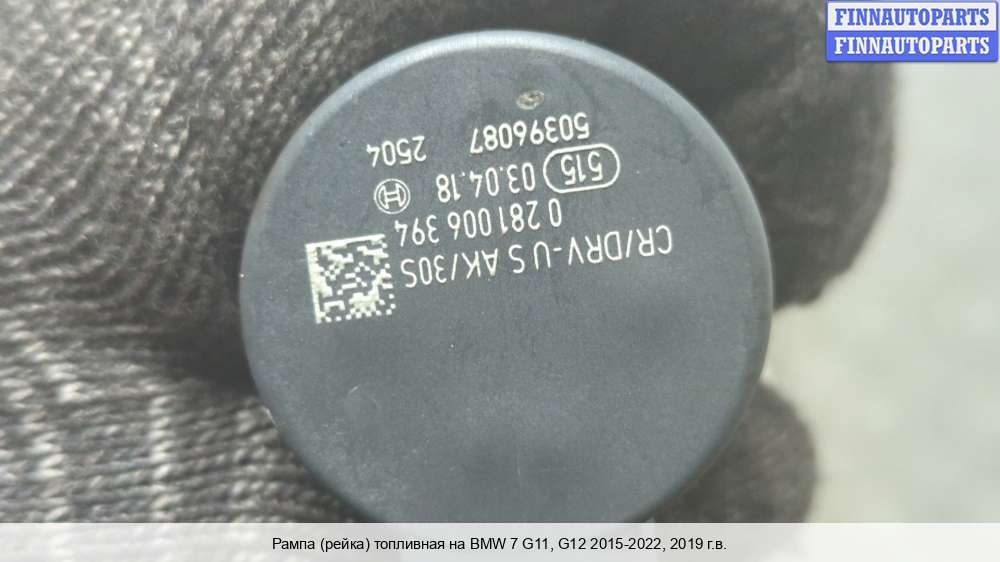 FINNAUTOPARTS
FINNAUTOPARTS
CR/DRV-U S AK/30S
0 281 006 394
515 03.04.18
50396087 2504
Рампа (рейка) топливная на BMW 7 G11, G12 2015-2022, 2019 г.в.